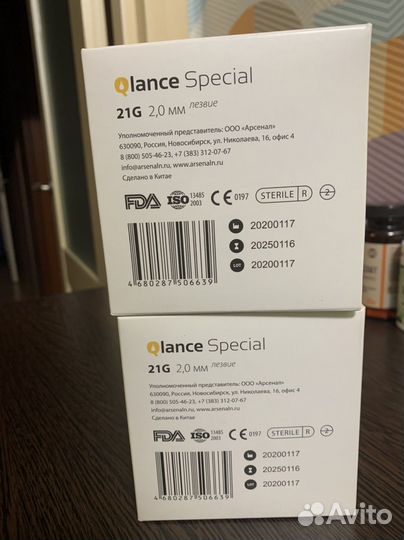 Qlance Special
21G 2,0 мм лезвие
Уполномоченный представитель: ООО «Арсенал»
630090, Россия, Новосибирск, ул. Николаева, 16, офис 4
8 (800) 505-46-23, +7 (383) 312-07-67
info@arsenaln.ru, www.arsenaln.ru
Сделано в Китае
FDA ISO 13485 2003 CE 0197 STERILE R 2
20200117
20250116
LOT 20200117
4 680287 506639
Qlance Special
21G 2,0 мм лезвие
Уполномоченный представитель: ООО «Арсенал»
630090, Россия, Новосибирск, ул. Николаева, 16, офис 4
8 (800) 505-46-23, +7 (383) 312-07-67
info@arsenaln.ru, www.arsenaln.ru
Сделано в Китае
FDA ISO 13485 2003 CE 0197 STERILE R 2
20200117
20250116
LOT 20200117
4 680287 506639
Avito